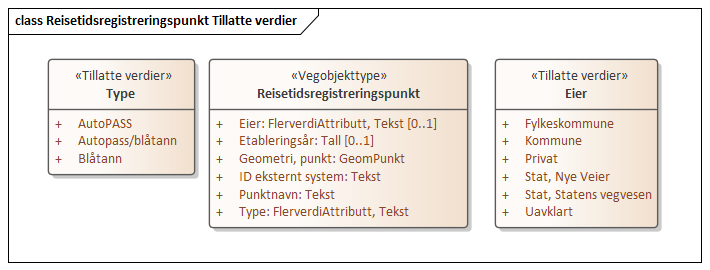 class Reisetidsregistreringspunkt Tillatte verdier
«Tillatte verdier»
Type
+ AutoPASS
+ Autopass/blåtann
+ Blåtann
«Vegobjekttype»
Reisetidsregistreringspunkt
+ Eier: FlerverdiAttributt, Tekst [0..1]
+ Etableringsår: Tall [0..1]
+ Geometri, punkt: GeomPunkt
+ ID eksternt system: Tekst
+ Punktnavn: Tekst
+ Type: FlerverdiAttributt, Tekst
«Tillatte verdier»
Eier
+ Fylkeskommune
+ Kommune
+ Privat
+ Stat, Nye Veier
+ Stat, Statens vegvesen
+ Uavklart